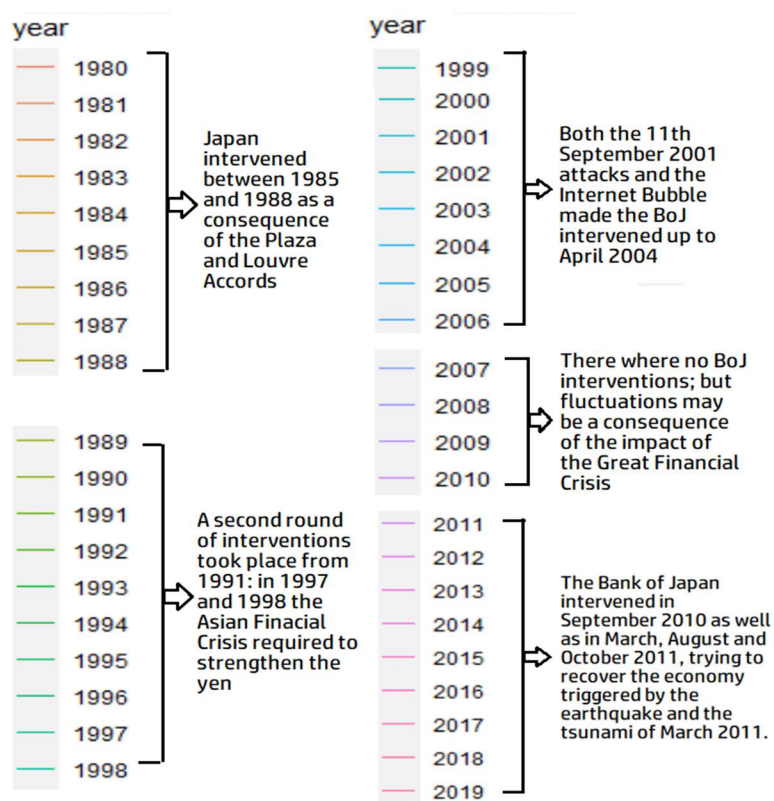 year
1980
1981
1982
1983
1984
1985
1986
1987
1988
Japan
intervened
between 1985
and 1988 as a
consequence
of the Plaza
and Louvre
Accords
1989
1990
1991
1992
1993
1994
1995
1996
1997
1998
A second round
of interventions
took place from
1991: in 1997
and 1998 the
Asian Finacial
Crisis required to
strengthen the
yen
year
1999
2000
2001
2002
2003
2004
2005
2006
Both the 11th
September 2001
attacks and the
Internet Bubble
made the BoJ
intervened up to
April 2004
2007
2008
2009
2010
There where no BoJ
interventions; but
fluctuations may
be a consequence
of the impact of
the Great Financial
Crisis
2011
2012
2013
2014
2015
2016
2017
2018
2019
The Bank of Japan
intervened in
September 2010 as well
as in March, August and
October 2011, trying to
recover the economy
triggered by the
earthquake and the
tsunami of March 2011.